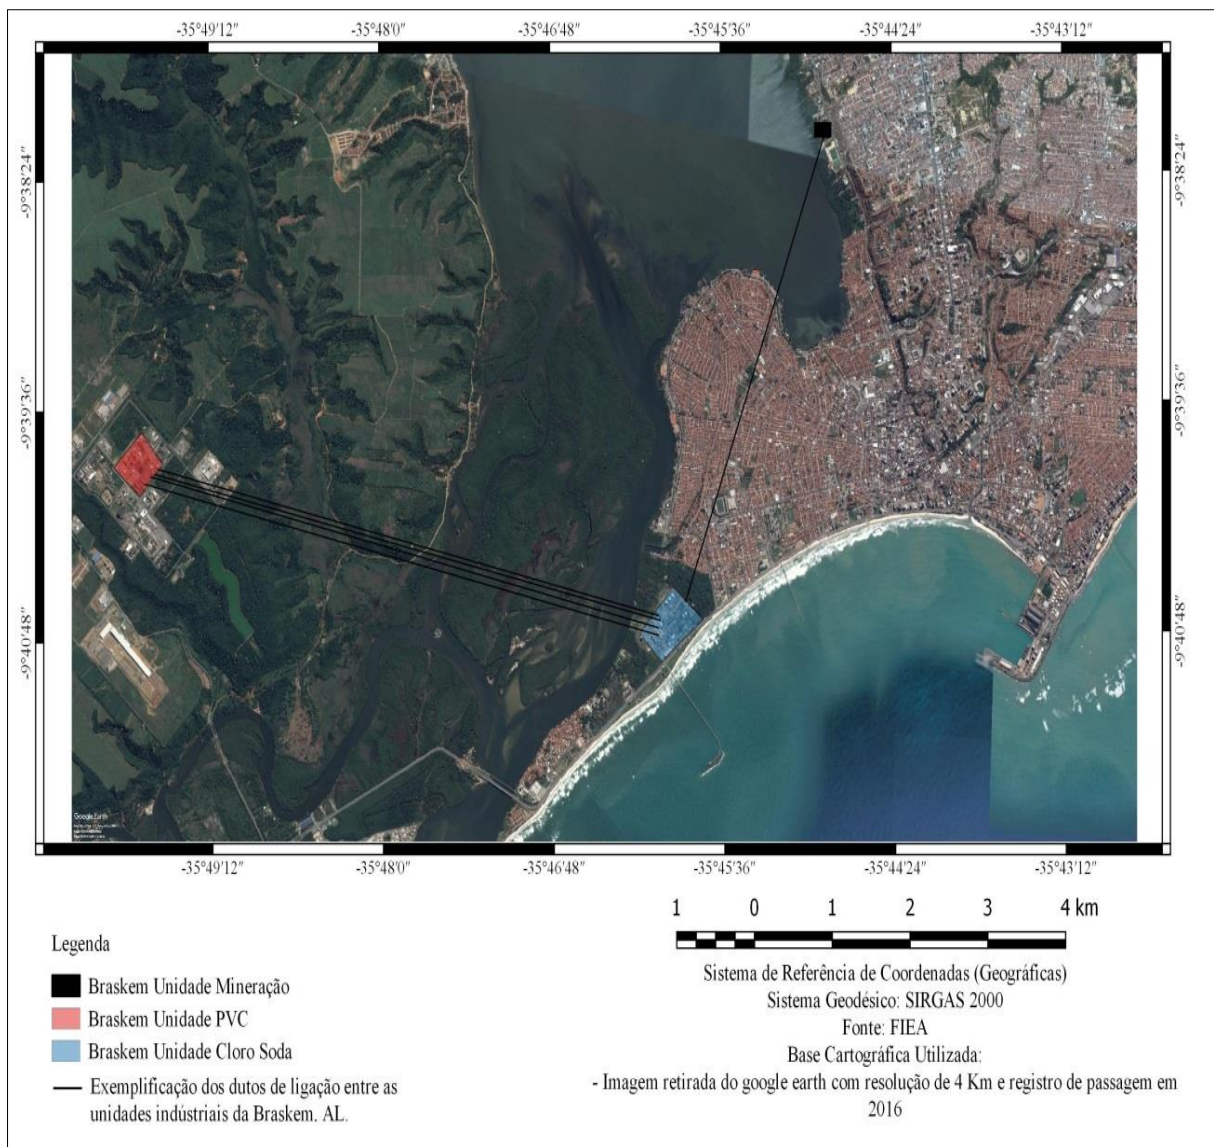 -35°49'12" -35°48'0" -35°46'48" -35°45'36" -35°44'24" -35°43'12"
-9°38'24" -9°38'24"
-9°39'36" -9°39'36"
-9°40'48" -9°40'48"
Google Earth
-35°49'12" -35°48'0" -35°46'48" -35°45'36" -35°44'24" -35°43'12"
1 0 1 2 3 4 km
Legenda
Braskem Unidade Mineração
Braskem Unidade PVC
Braskem Unidade Cloro Soda
Exemplificação dos dutos de ligação entre as
unidades indústriais da Braskem. AL.
Sistema de Referência de Coordenadas (Geográficas)
Sistema Geodésico: SIRGAS 2000
Fonte: FIEA
Base Cartográfica Utilizada:
- Imagem retirada do google earth com resolução de 4 Km e registro de passagem em
2016